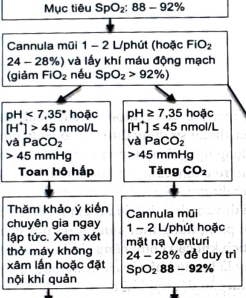 Mục tiêu SpO₂: 88 – 92%
Cannula mũi 1 – 2 L/phút (hoặc FiO₂
24 – 28%) và lấy khí máu động mạch
(giảm FiO₂ nếu SpO₂ > 92%)
pH < 7,35* hoặc
[H⁺] > 45 nmol/L
và PaCO₂
> 45 mmHg
Toan hô hấp
pH ≥ 7,35 hoặc
[H⁺] ≤ 45 nmol/L
và PaCO₂
> 45 mmHg
Tăng CO₂
Thăm khảo ý kiến
chuyên gia ngay
lập tức. Xem xét
thở máy không
xâm lấn hoặc đặt
nội khí quản
Cannula mũi
1 – 2 L/phút hoặc
mặt nạ Venturi
24 – 28% để duy trì
SpO₂ 88 – 92%